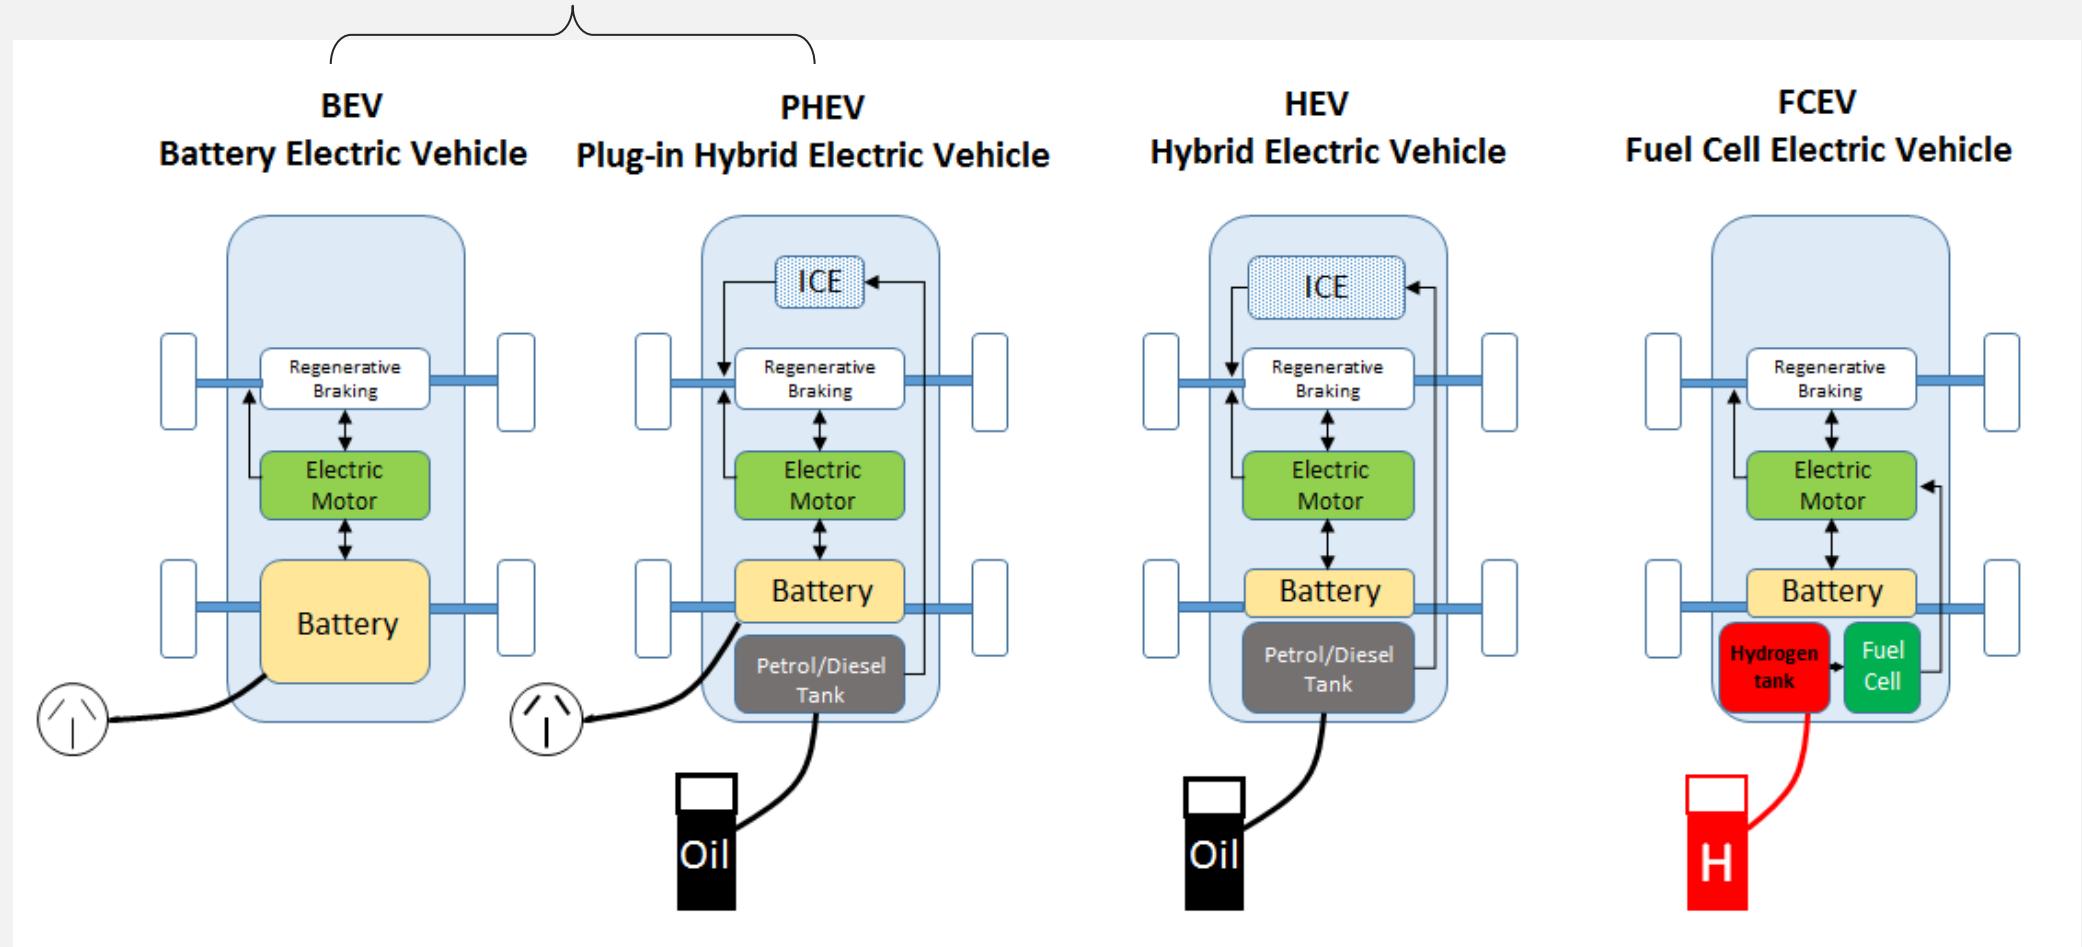 BEV
Battery Electric Vehicle
Regenerative
Braking
Electric
Motor
Battery
PHEV
Plug-in Hybrid Electric Vehicle
ICE
Regenerative
Braking
Electric
Motor
Battery
Petrol/Diesel
Tank
Oil
HEV
Hybrid Electric Vehicle
ICE
Regenerative
Braking
Electric
Motor
Battery
Petrol/Diesel
Tank
Oil
FCEV
Fuel Cell Electric Vehicle
Regenerative
Braking
Electric
Motor
Battery
Hydrogen
tank
Fuel
Cell
H